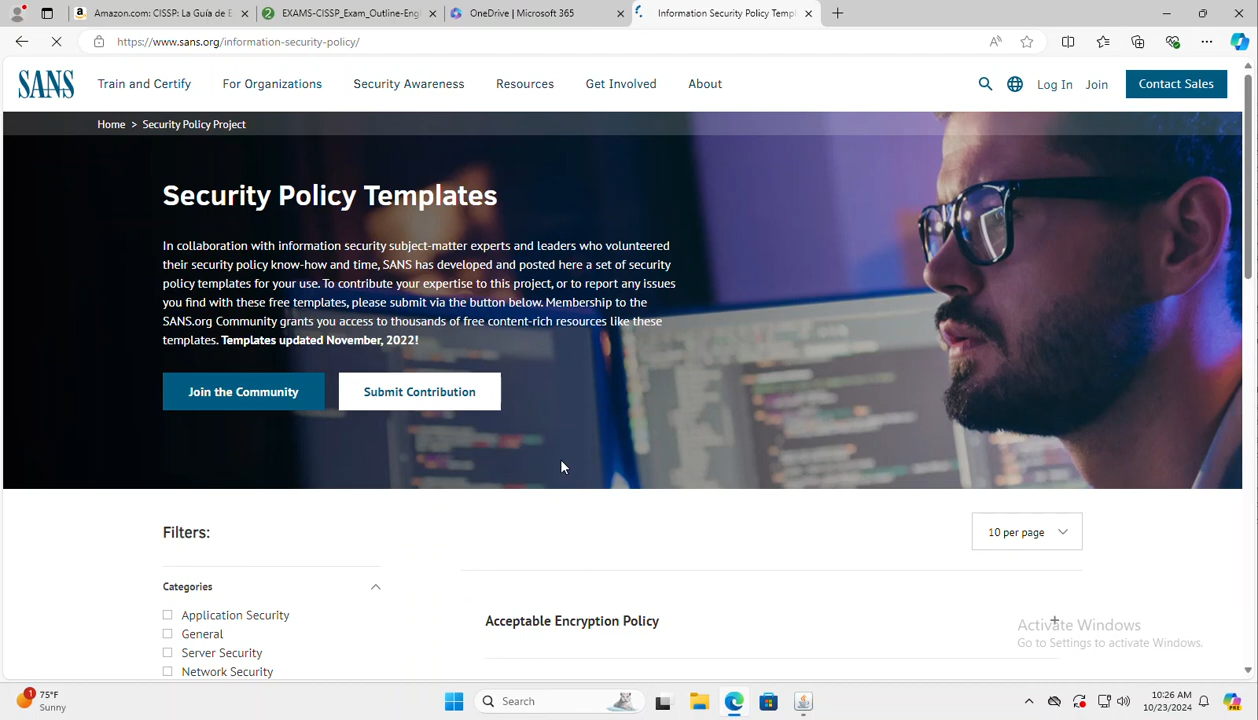 Amazon.com: CISSP: La Guía de E
EXAMS-CISSP_Exam_Outline-Eng
OneDrive | Microsoft 365
Information Security Policy Templ
https://www.sans.org/information-security-policy/
SANS
Train and Certify
For Organizations
Security Awareness
Resources
Get Involved
About
Log In
Join
Contact Sales
Home > Security Policy Project
Security Policy Templates
In collaboration with information security subject-matter experts and leaders who volunteered
their security policy know-how and time, SANS has developed and posted here a set of security
policy templates for your use. To contribute your expertise to this project, or to report any issues
you find with these free templates, please submit via the button below. Membership to the
SANS.org Community grants you access to thousands of free content-rich resources like these
templates. Templates updated November, 2022!
Join the Community
Submit Contribution
Filters:
10 per page
Categories
Application Security
General
Server Security
Network Security
Acceptable Encryption Policy
+
Activate Windows
Go to Settings to activate Windows.
1
75°F
Sunny
Search
10:26 AM
10/23/2024
PRE